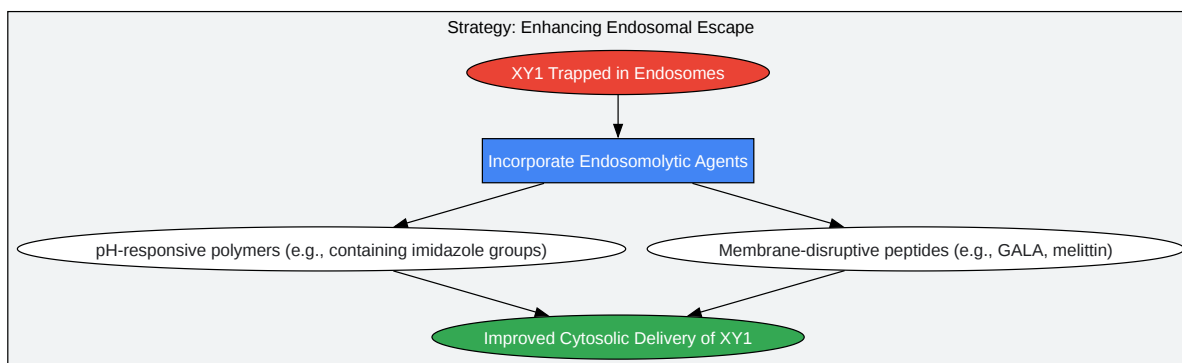 Strategy: Enhancing Endosomal Escape
XY1 Trapped in Endosomes
Incorporate Endosomolytic Agents
pH-responsive polymers (e.g., containing imidazole groups)
Membrane-disruptive peptides (e.g., GALA, melittin)
Improved Cytosolic Delivery of XY1